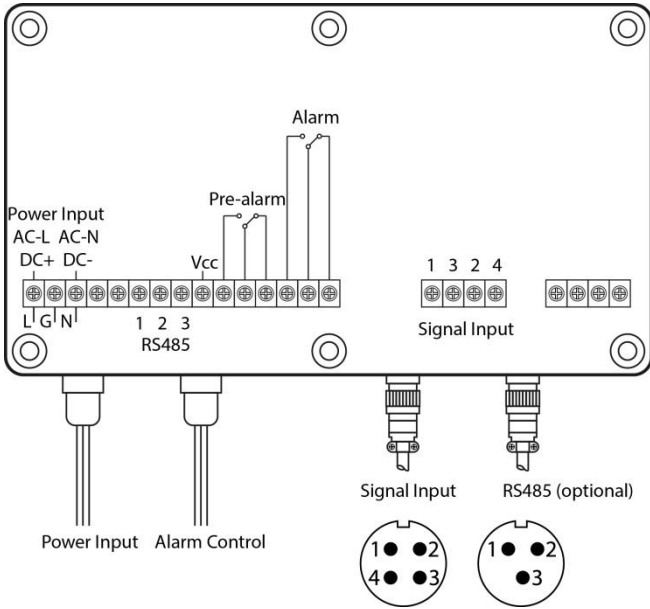 Alarm
Pre-alarm
Power Input
AC-L AC-N
DC+ DC-
Vcc
1 3 2 4
L G N
1 2 3
RS485
Signal Input
Power Input
Alarm Control
Signal Input
RS485 (optional)
1 2
4 3
1 2
3